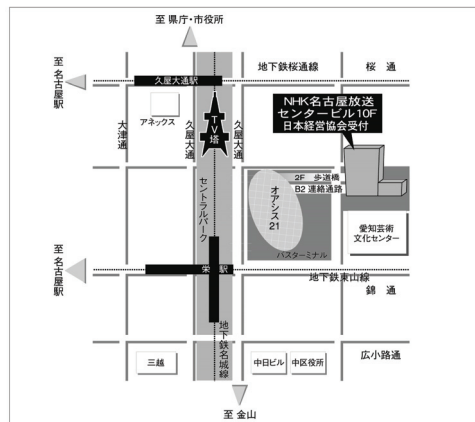 至 県庁・市役所
至 名古屋駅
久屋大通駅
地下鉄桜通線
桜 通
大津通
アネックス
久屋大通
TV塔
久屋大通
NHK名古屋放送
センタービル10F
日本経営協会受付
セントラルパーク
オアシス21
2F 歩道橋
B2 連絡通路
愛知芸術
文化センター
バスターミナル
至 名古屋駅
栄 駅
地下鉄東山線
錦 通
地下鉄名城線
三越
中日ビル
中区役所
広小路通
至 金山